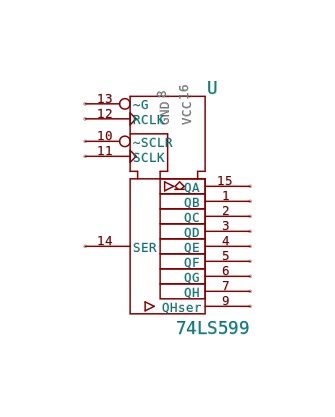 U
GND 8
VCC 16
13 ~G
12 RCLK
10 ~SCLR
11 SCLK
QA 15
QB 1
QC 2
QD 3
14 SER QE 4
QF 5
QG 6
QH 7
QHser 9
74LS599